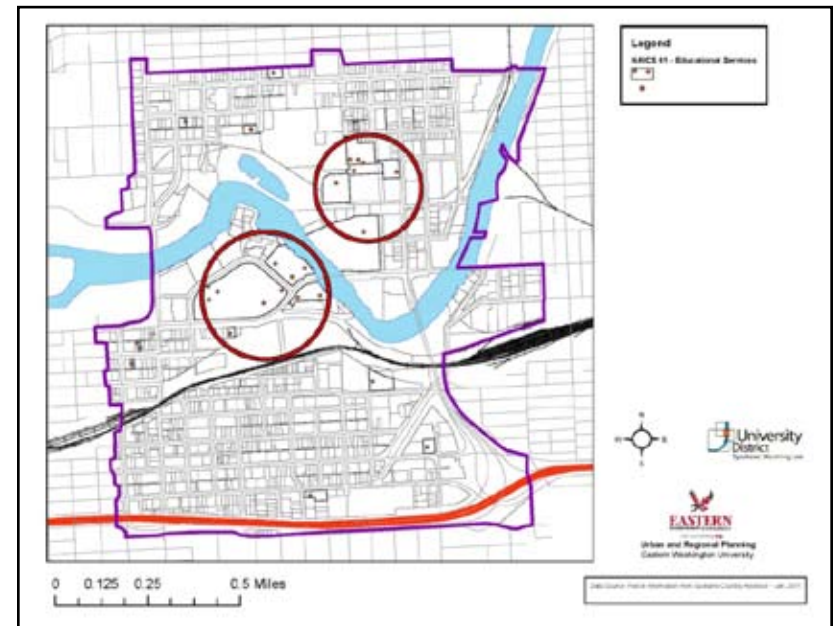 Legend
NAICS 61 - Educational Services
N
W
E
S
University
District
EASTERN
Urban and Regional Planning
Eastern Washington University
0 0.125 0.25 0.5 Miles